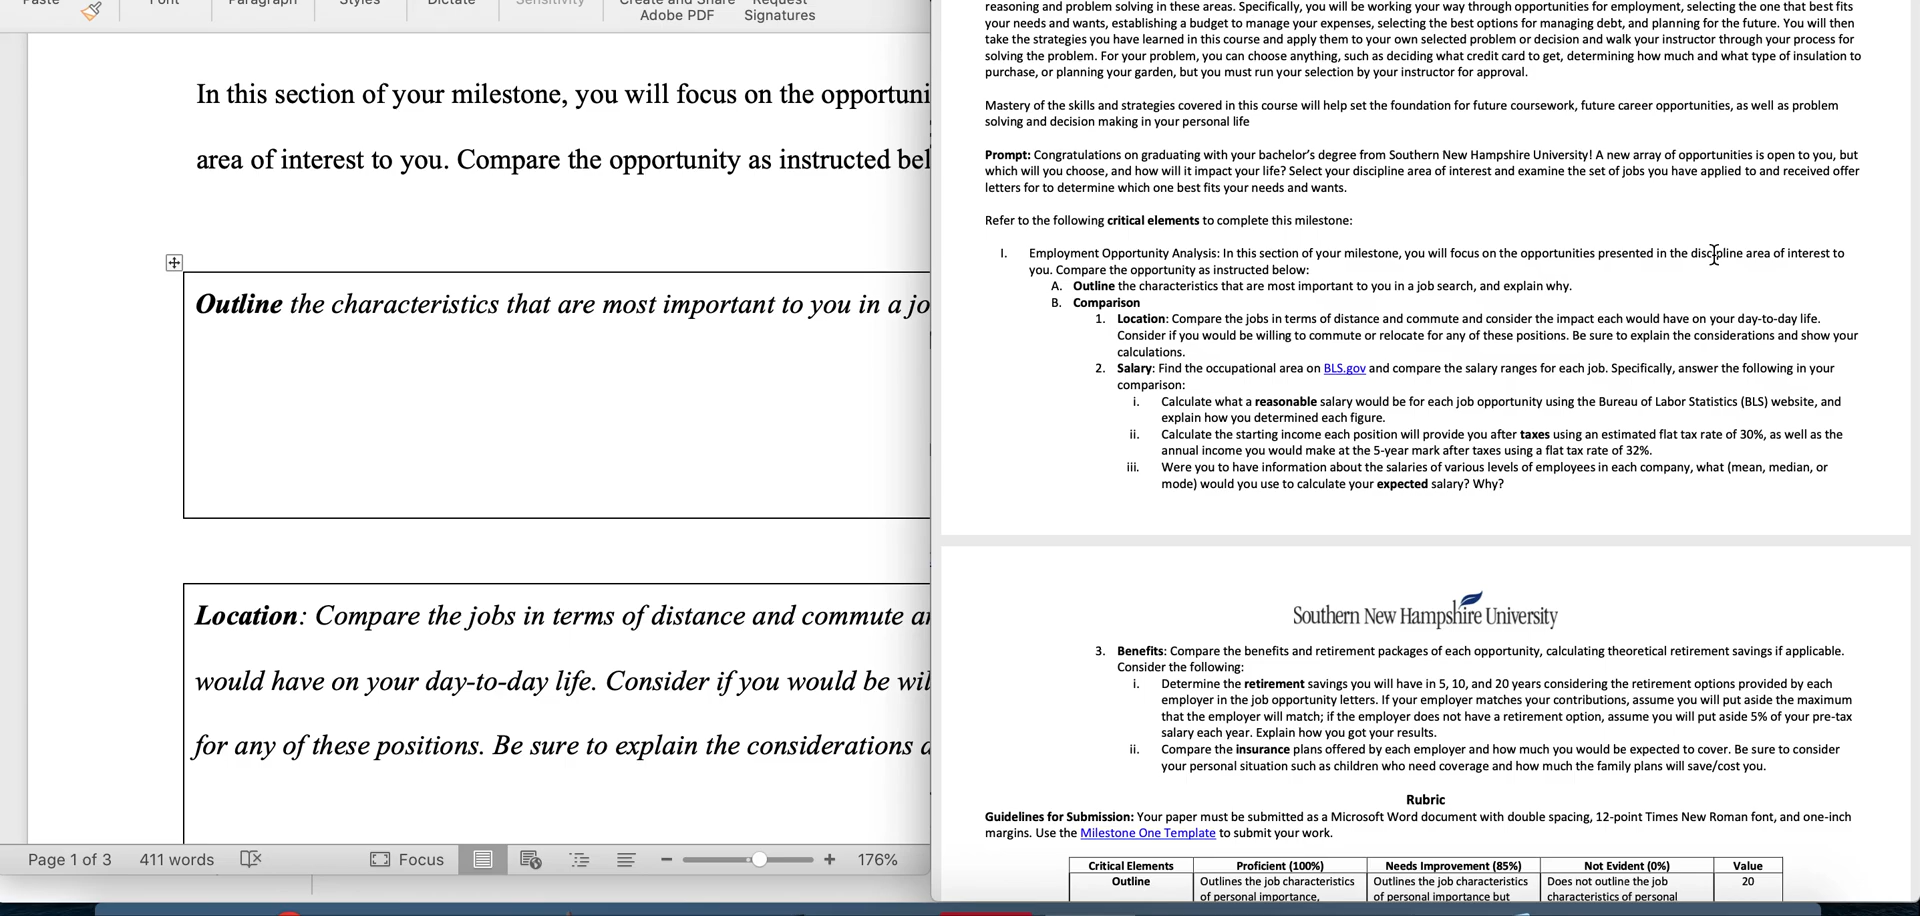 Paste
Font
Paragraph
Styles
Dictate
Sensitivity
Create and Share
Adobe PDF
Request
Signatures
In this section of your milestone, you will focus on the opportuni
area of interest to you. Compare the opportunity as instructed bel
Outline the characteristics that are most important to you in a jo
Location: Compare the jobs in terms of distance and commute a
would have on your day-to-day life. Consider if you would be wil
for any of these positions. Be sure to explain the considerations a
Page 1 of 3
411 words
Focus
176%
reasoning and problem solving in these areas. Specifically, you will be working your way through opportunities for employment, selecting the one that best fits
your needs and wants, establishing a budget to manage your expenses, selecting the best options for managing debt, and planning for the future. You will then
take the strategies you have learned in this course and apply them to your own selected problem or decision and walk your instructor through your process for
solving the problem. For your problem, you can choose anything, such as deciding what credit card to get, determining how much and what type of insulation to
purchase, or planning your garden, but you must run your selection by your instructor for approval.
Mastery of the skills and strategies covered in this course will help set the foundation for future coursework, future career opportunities, as well as problem
solving and decision making in your personal life
Prompt: Congratulations on graduating with your bachelor's degree from Southern New Hampshire University! A new array of opportunities is open to you, but
which will you choose, and how will it impact your life? Select your discipline area of interest and examine the set of jobs you have applied to and received offer
letters for to determine which one best fits your needs and wants.
Refer to the following critical elements to complete this milestone:
I. Employment Opportunity Analysis: In this section of your milestone, you will focus on the opportunities presented in the discipline area of interest to
you. Compare the opportunity as instructed below:
A. Outline the characteristics that are most important to you in a job search, and explain why.
B. Comparison
1. Location: Compare the jobs in terms of distance and commute and consider the impact each would have on your day-to-day life.
Consider if you would be willing to commute or relocate for any of these positions. Be sure to explain the considerations and show your
calculations.
2. Salary: Find the occupational area on BLS.gov and compare the salary ranges for each job. Specifically, answer the following in your
comparison:
i. Calculate what a reasonable salary would be for each job opportunity using the Bureau of Labor Statistics (BLS) website, and
explain how you determined each figure.
ii. Calculate the starting income each position will provide you after taxes using an estimated flat tax rate of 30%, as well as the
annual income you would make at the 5-year mark after taxes using a flat tax rate of 32%.
iii. Were you to have information about the salaries of various levels of employees in each company, what (mean, median, or
mode) would you use to calculate your expected salary? Why?
Southern New Hampshire University
3. Benefits: Compare the benefits and retirement packages of each opportunity, calculating theoretical retirement savings if applicable.
Consider the following:
i. Determine the retirement savings you will have in 5, 10, and 20 years considering the retirement options provided by each
employer in the job opportunity letters. If your employer matches your contributions, assume you will put aside the maximum
that the employer will match; if the employer does not have a retirement option, assume you will put aside 5% of your pre-tax
salary each year. Explain how you got your results.
ii. Compare the insurance plans offered by each employer and how much you would be expected to cover. Be sure to consider
your personal situation such as children who need coverage and how much the family plans will save/cost you.
Rubric
Guidelines for Submission: Your paper must be submitted as a Microsoft Word document with double spacing, 12-point Times New Roman font, and one-inch
margins. Use the Milestone One Template to submit your work.
Critical Elements Proficient (100%) Needs Improvement (85%) Not Evident (0%) Value
Outline Outlines the job characteristics Outlines the job characteristics Does not outline the job 20
of personal importance, of personal importance but characteristics of personal